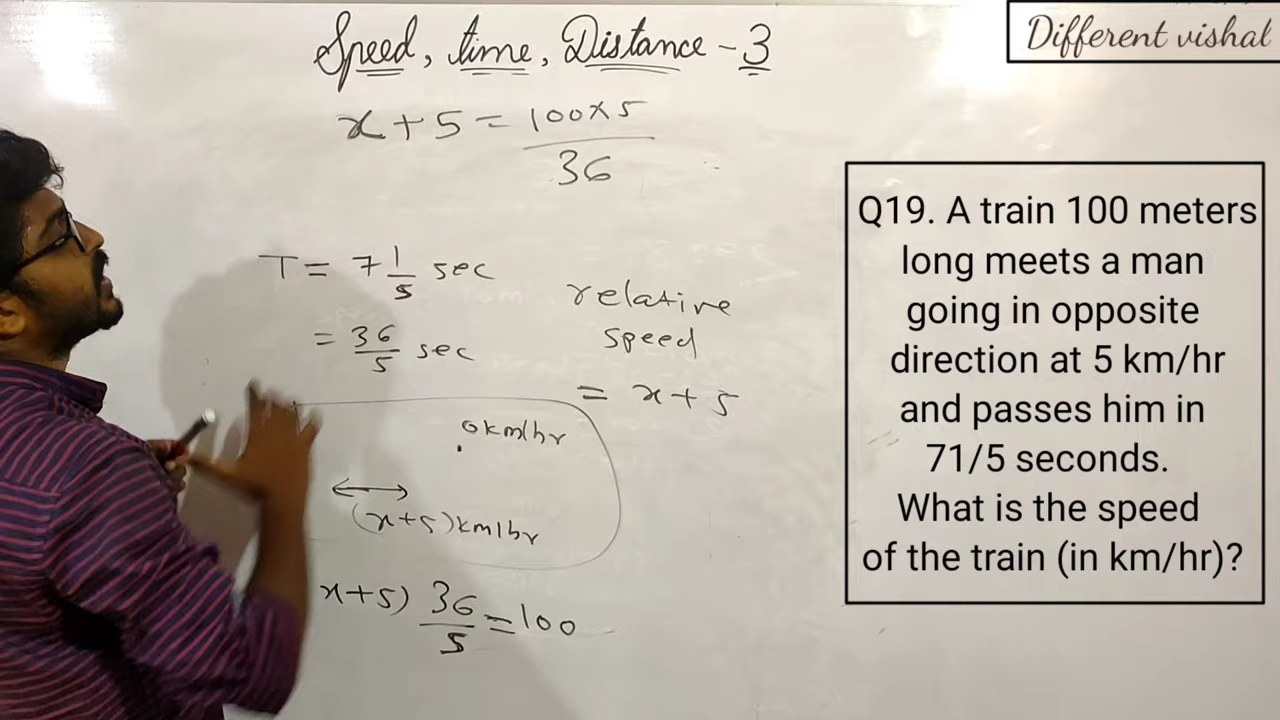 Speed, time, Distance - 3
Different vishal
x + 5 = 100 × 5
36
T = 7 1/5 sec
= 36/5 sec
relative
speed
= x + 5
0 km/hr
(x+5) km/hr
x+5) 36/5 = 100
Q19. A train 100 meters
long meets a man
going in opposite
direction at 5 km/hr
and passes him in
71/5 seconds.
What is the speed
of the train (in km/hr)?